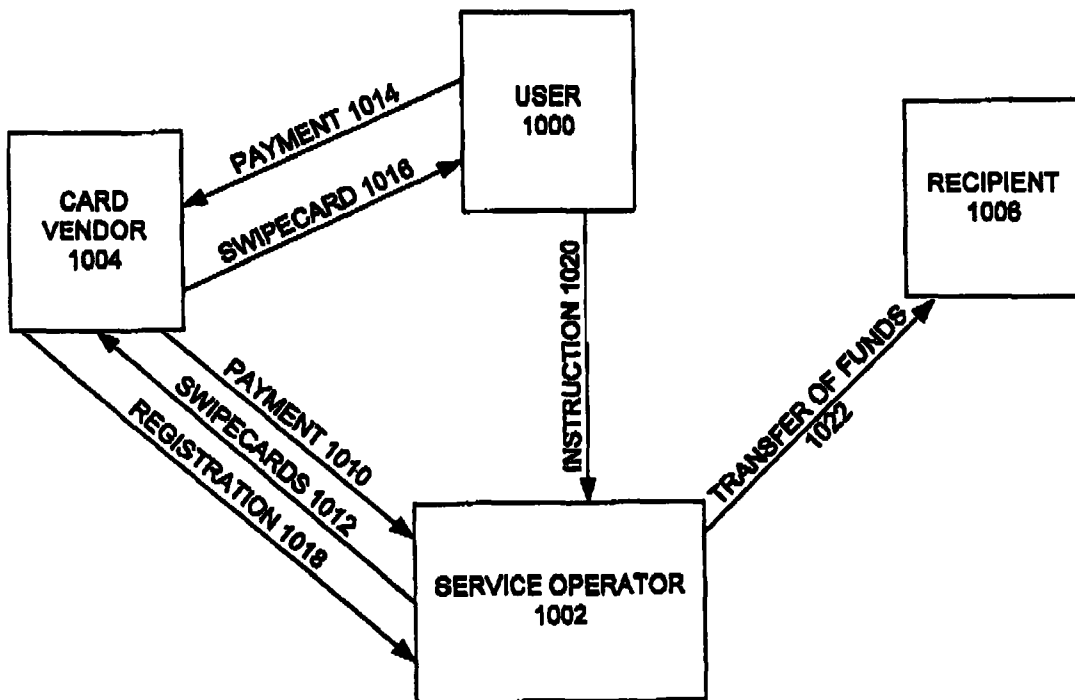 USER
1000
PAYMENT 1014
SWIPECARD 1016
CARD
VENDOR
1004
RECIPIENT
1006
INSTRUCTION 1020
PAYMENT 1010
SWIPECARDS 1012
REGISTRATION 1018
TRANSFER OF FUNDS
1022
SERVICE OPERATOR
1002